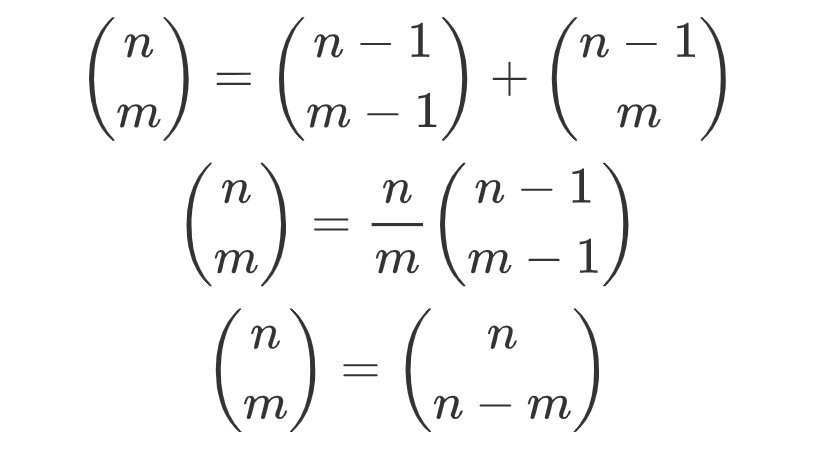 \binom{n}{m} = \binom{n-1}{m-1} + \binom{n-1}{m}
\binom{n}{m} = \frac{n}{m} \binom{n-1}{m-1}
\binom{n}{m} = \binom{n}{n-m}